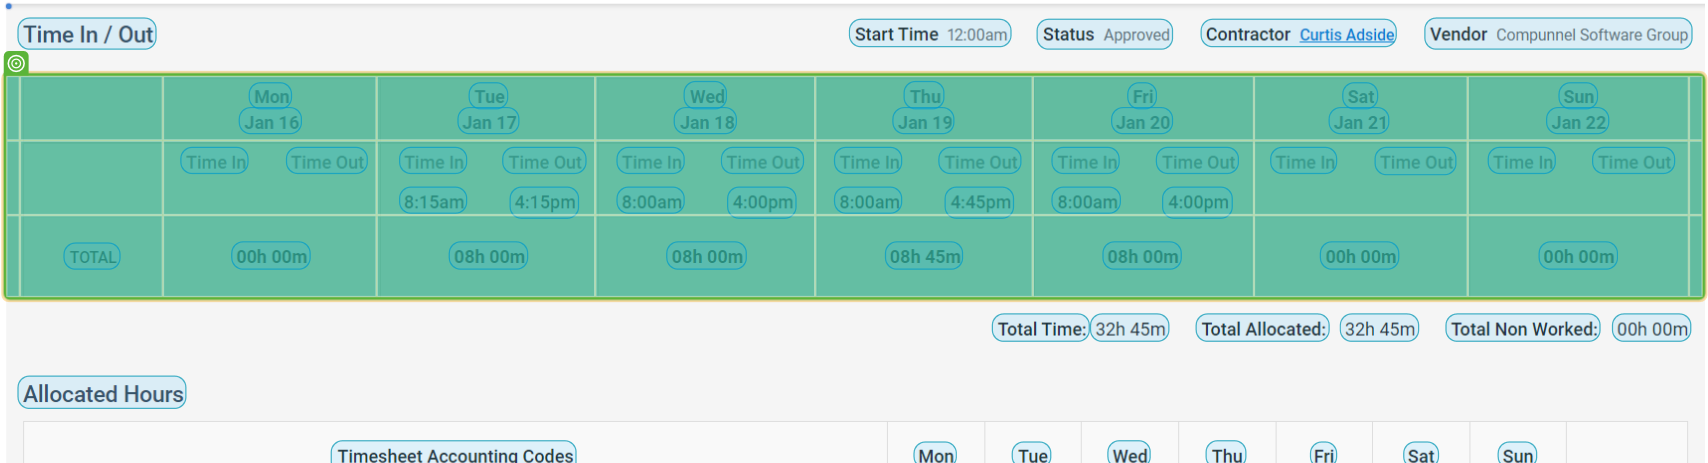 Time In / Out Start Time 12:00am Status Approved Contractor Curtis Adside Vendor Compunnel Software Group
Mon Tue Wed Thu Fri Sat Sun
Jan 16 Jan 17 Jan 18 Jan 19 Jan 20 Jan 21 Jan 22
Time In Time Out Time In Time Out Time In Time Out Time In Time Out Time In Time Out Time In Time Out Time In Time Out
8:15am 4:15pm 8:00am 4:00pm 8:00am 4:45pm 8:00am 4:00pm
TOTAL 00h 00m 08h 00m 08h 00m 08h 45m 08h 00m 00h 00m 00h 00m
Total Time: 32h 45m Total Allocated: 32h 45m Total Non Worked: 00h 00m
Allocated Hours
Timesheet Accounting Codes Mon Tue Wed Thu Fri Sat Sun